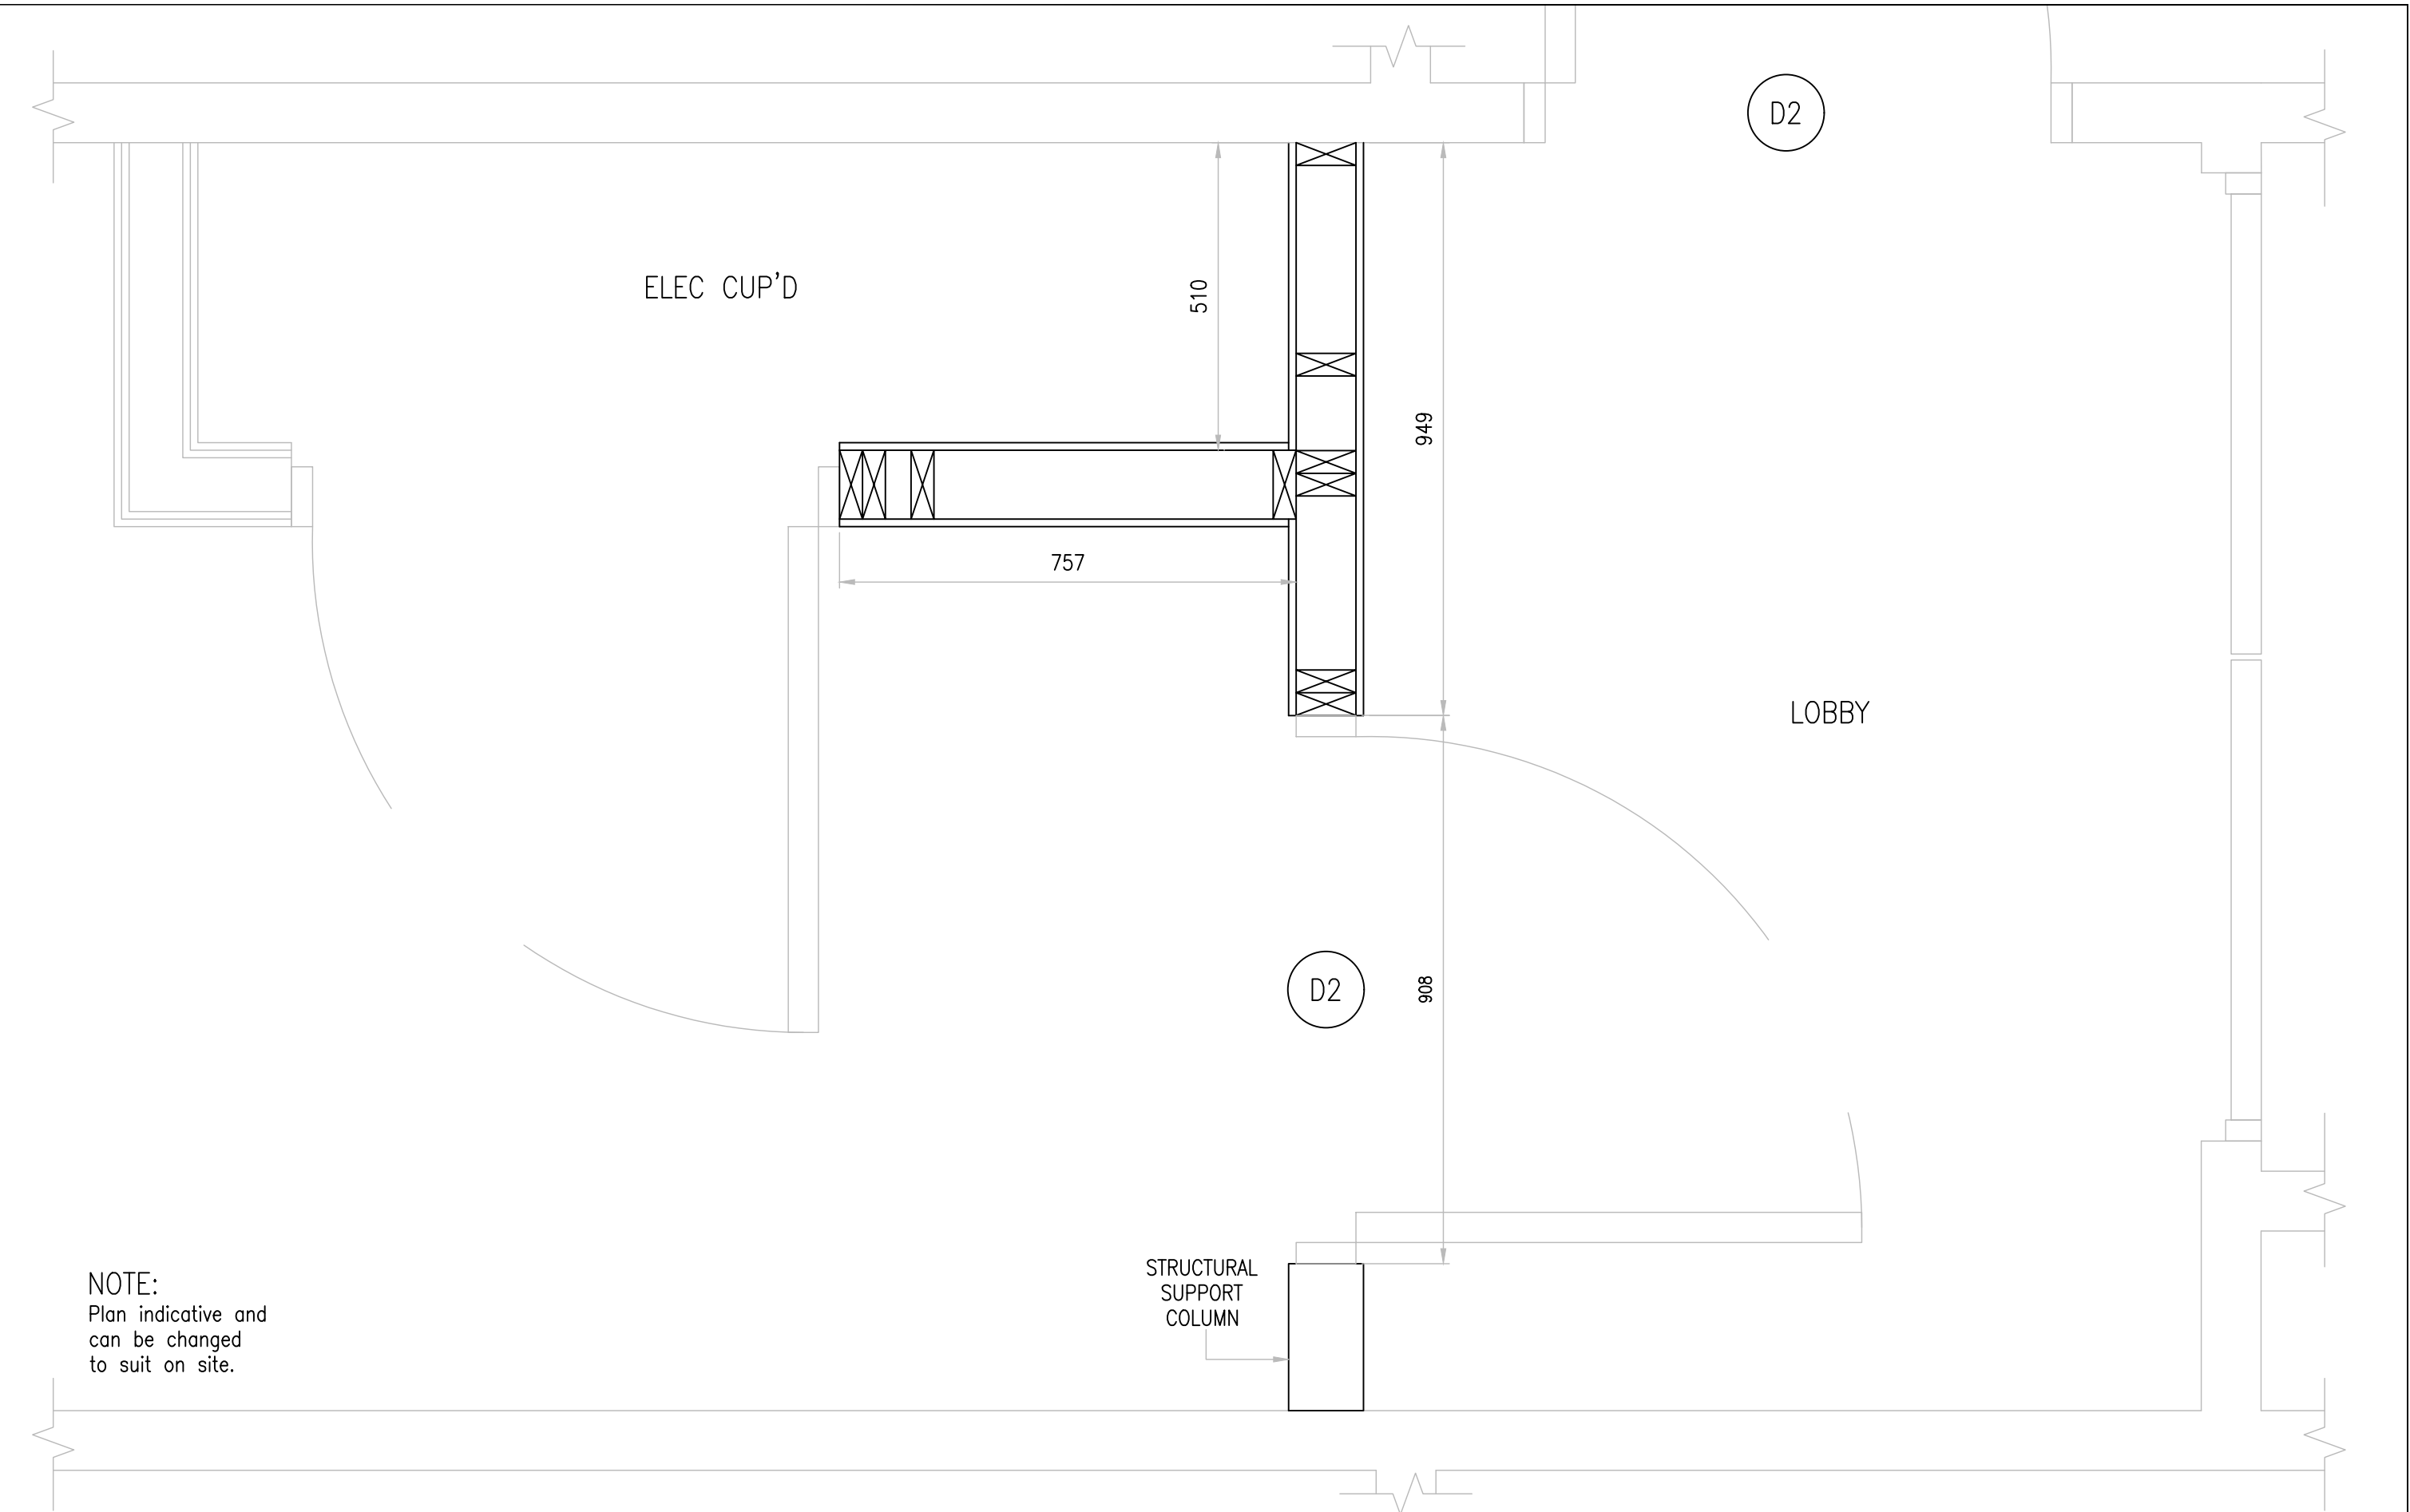 D2
ELEC CUP'D
510
949
757
LOBBY
D2
908
STRUCTURAL
SUPPORT
COLUMN
NOTE:
Plan indicative and
can be changed
to suit on site.